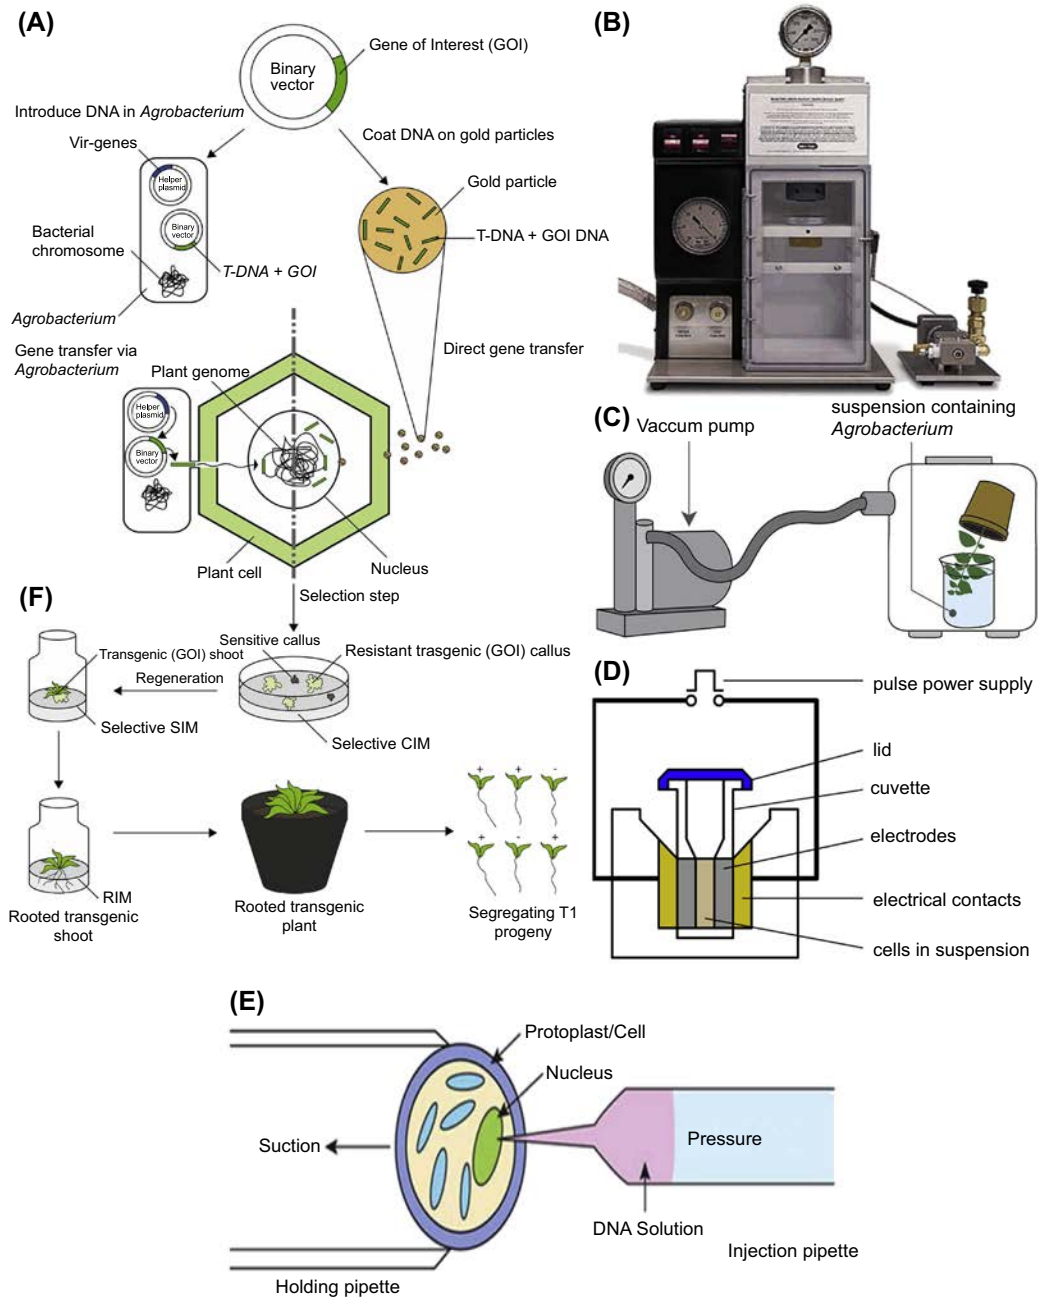 (A)
Gene of Interest (GOI)
Binary
vector
Introduce DNA in Agrobacterium
Vir-genes
Coat DNA on gold particles
Helper
plasmid
Gold particle
Binary
vector
Bacterial
chromosome
T-DNA + GOI DNA
T-DNA + GOI
Agrobacterium
Gene transfer via
Agrobacterium
Direct gene transfer
Plant genome
Helper
plasmid
Binary
vector
Plant cell
Nucleus
Selection step
(B)
(C)
Vaccum pump
suspension containing
Agrobacterium
(F)
Sensitive callus
Transgenic (GOI) shoot
Resistant trasgenic (GOI) callus
Regeneration
Selective SIM
Selective CIM
+ + -
+ - +
RIM
Rooted transgenic
shoot
Rooted transgenic
plant
Segregating T1
progeny
(D)
pulse power supply
lid
cuvette
electrodes
electrical contacts
cells in suspension
(E)
Protoplast/Cell
Nucleus
Suction
Pressure
DNA Solution
Injection pipette
Holding pipette